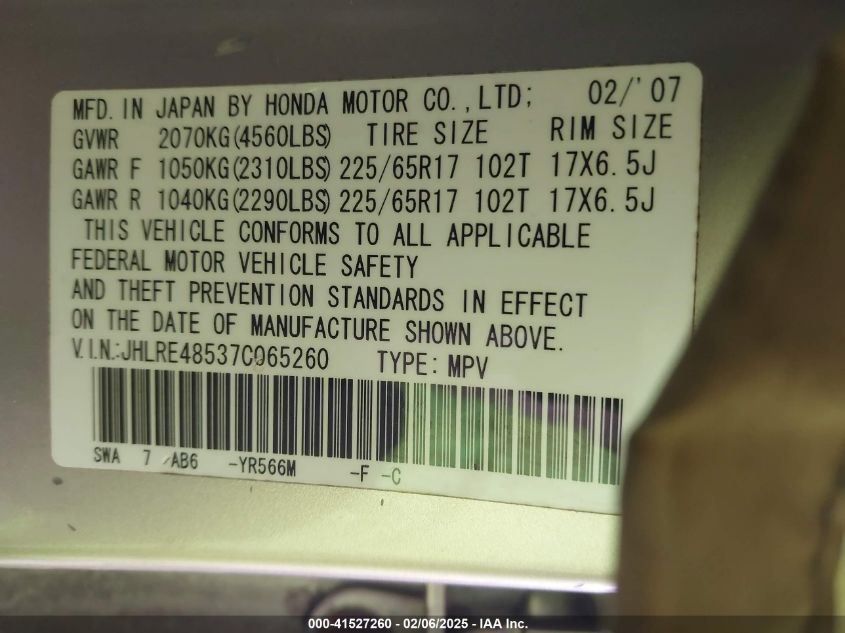 MFD. IN JAPAN BY HONDA MOTOR CO.,LTD; 02/'07
GVWR 2070KG(4560LBS) TIRE SIZE RIM SIZE
GAWR F 1050KG(2310LBS) 225/65R17 102T 17X6.5J
GAWR R 1040KG(2290LBS) 225/65R17 102T 17X6.5J
THIS VEHICLE CONFORMS TO ALL APPLICABLE
FEDERAL MOTOR VEHICLE SAFETY
AND THEFT PREVENTION STANDARDS IN EFFECT
ON THE DATE OF MANUFACTURE SHOWN ABOVE.
V.I.N.:JHLRE48537C065260 TYPE: MPV
SWA 7 AB6 -YR566M -F -C
000-41527260 - 02/06/2025 - IAA Inc.